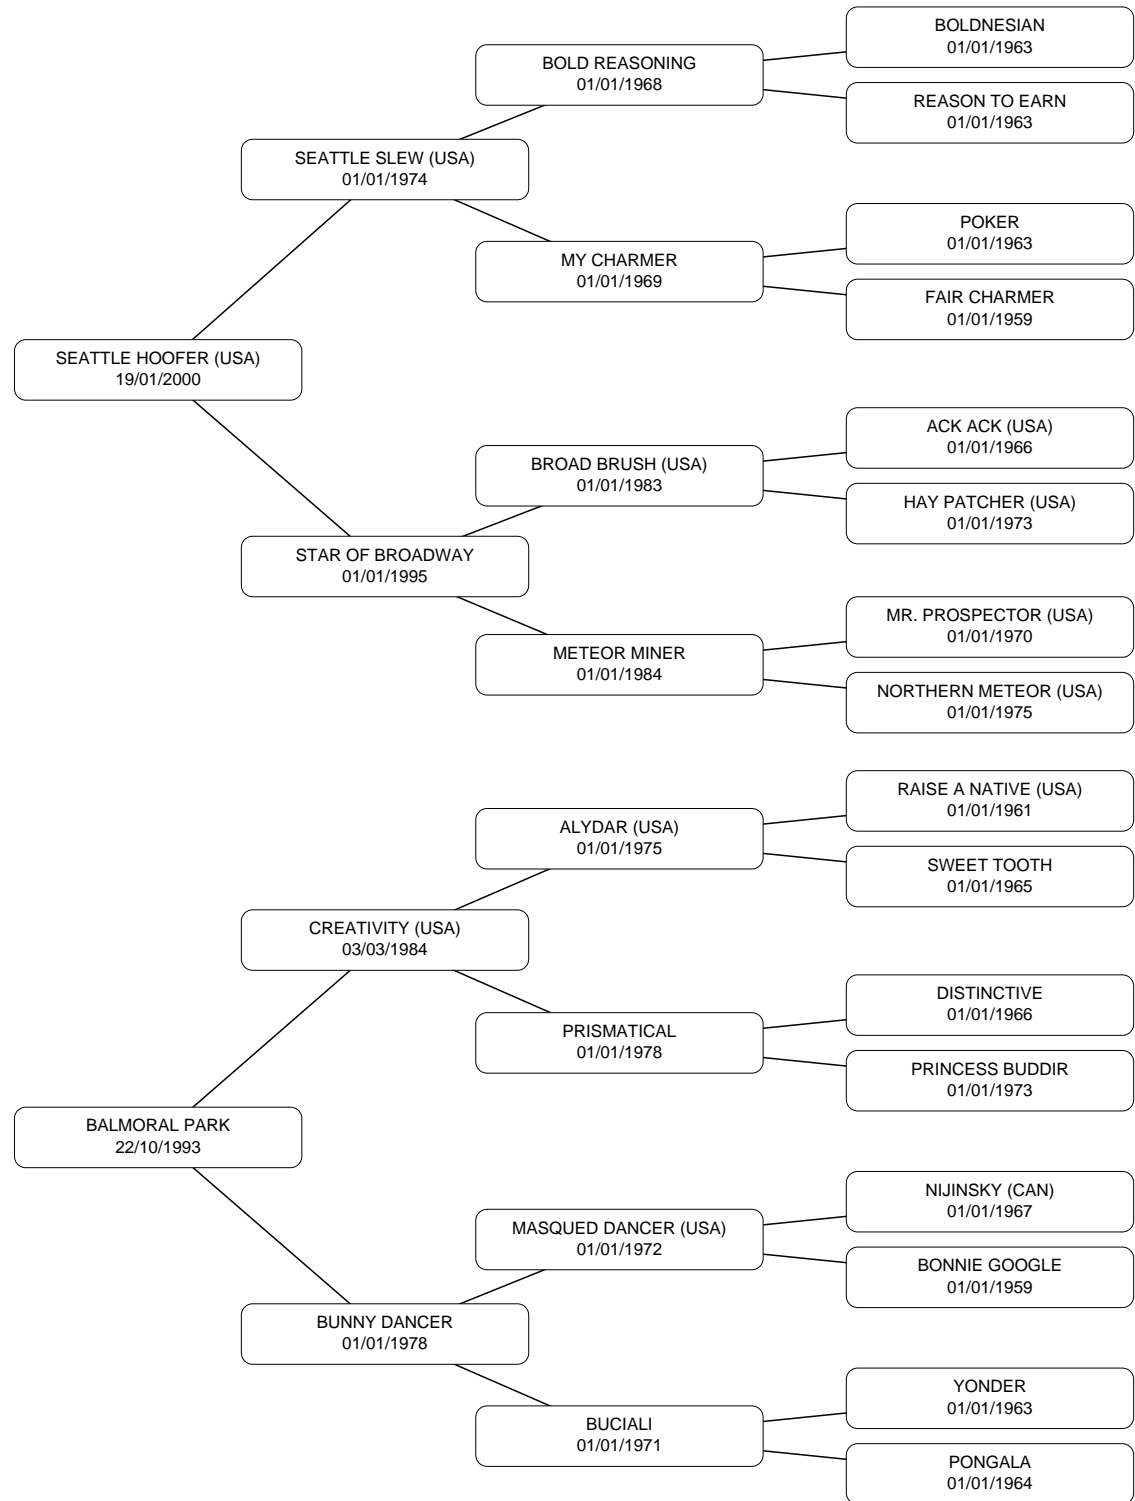 BOLDNESIAN
01/01/1963
BOLD REASONING
01/01/1968
REASON TO EARN
01/01/1963
SEATTLE SLEW (USA)
01/01/1974
POKER
01/01/1963
MY CHARMER
01/01/1969
FAIR CHARMER
01/01/1959
SEATTLE HOOFER (USA)
19/01/2000
ACK ACK (USA)
01/01/1966
BROAD BRUSH (USA)
01/01/1983
HAY PATCHER (USA)
01/01/1973
STAR OF BROADWAY
01/01/1995
MR. PROSPECTOR (USA)
01/01/1970
METEOR MINER
01/01/1984
NORTHERN METEOR (USA)
01/01/1975
RAISE A NATIVE (USA)
01/01/1961
ALYDAR (USA)
01/01/1975
SWEET TOOTH
01/01/1965
CREATIVITY (USA)
03/03/1984
DISTINCTIVE
01/01/1966
PRISMATICAL
01/01/1978
PRINCESS BUDDIR
01/01/1973
BALMORAL PARK
22/10/1993
NIJINSKY (CAN)
01/01/1967
MASQUED DANCER (USA)
01/01/1972
BONNIE GOOGLE
01/01/1959
BUNNY DANCER
01/01/1978
YONDER
01/01/1963
BUCIALI
01/01/1971
PONGALA
01/01/1964